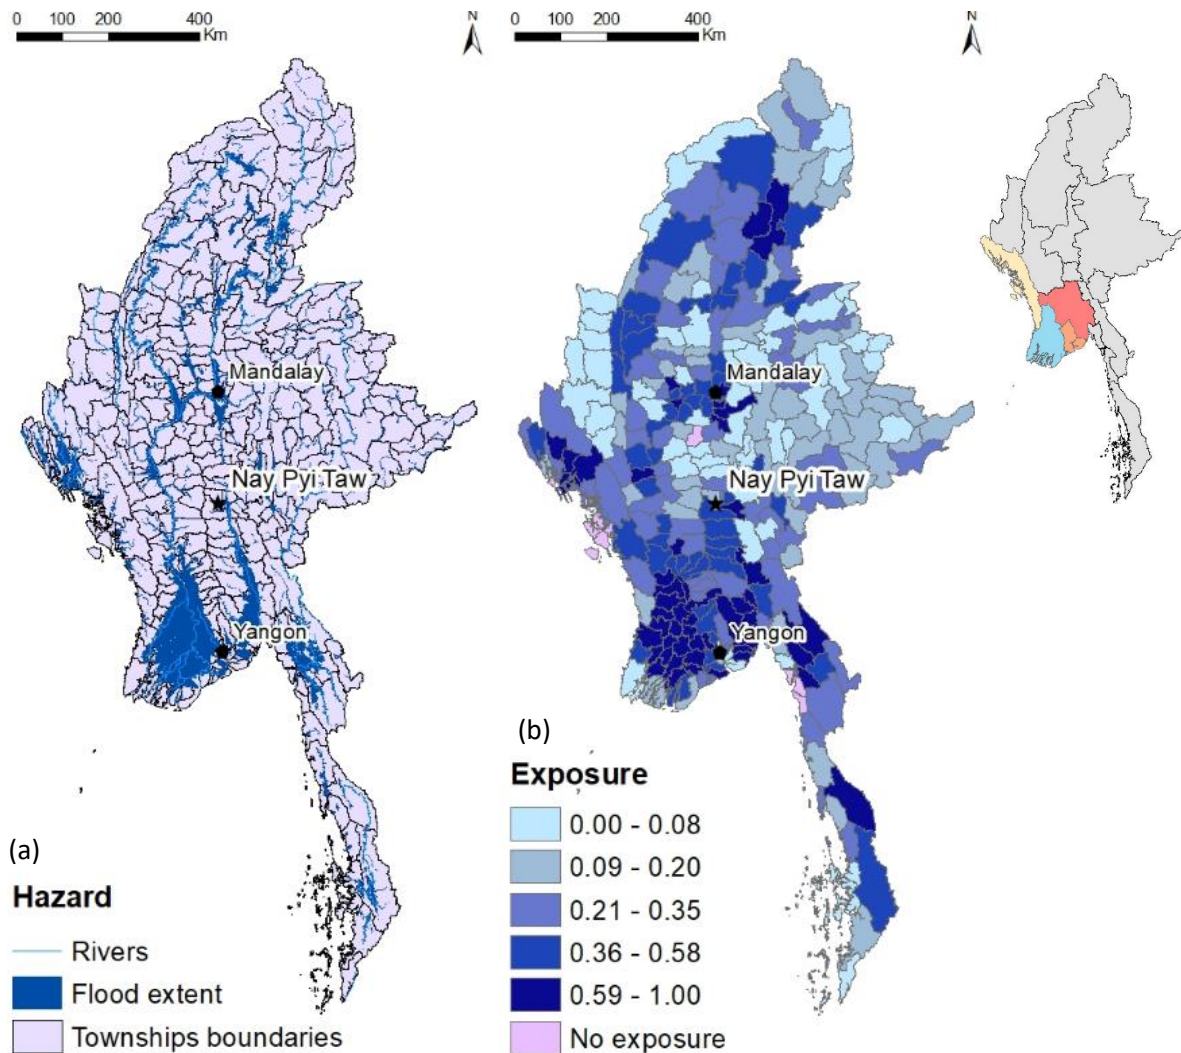 0 100 200 400
Km
N
Mandalay
Nay Pyi Taw
Yangon
(a)
Hazard
Rivers
Flood extent
Townships boundaries
0 100 200 400
Km
N
Mandalay
Nay Pyi Taw
Yangon
(b)
Exposure
0.00 - 0.08
0.09 - 0.20
0.21 - 0.35
0.36 - 0.58
0.59 - 1.00
No exposure